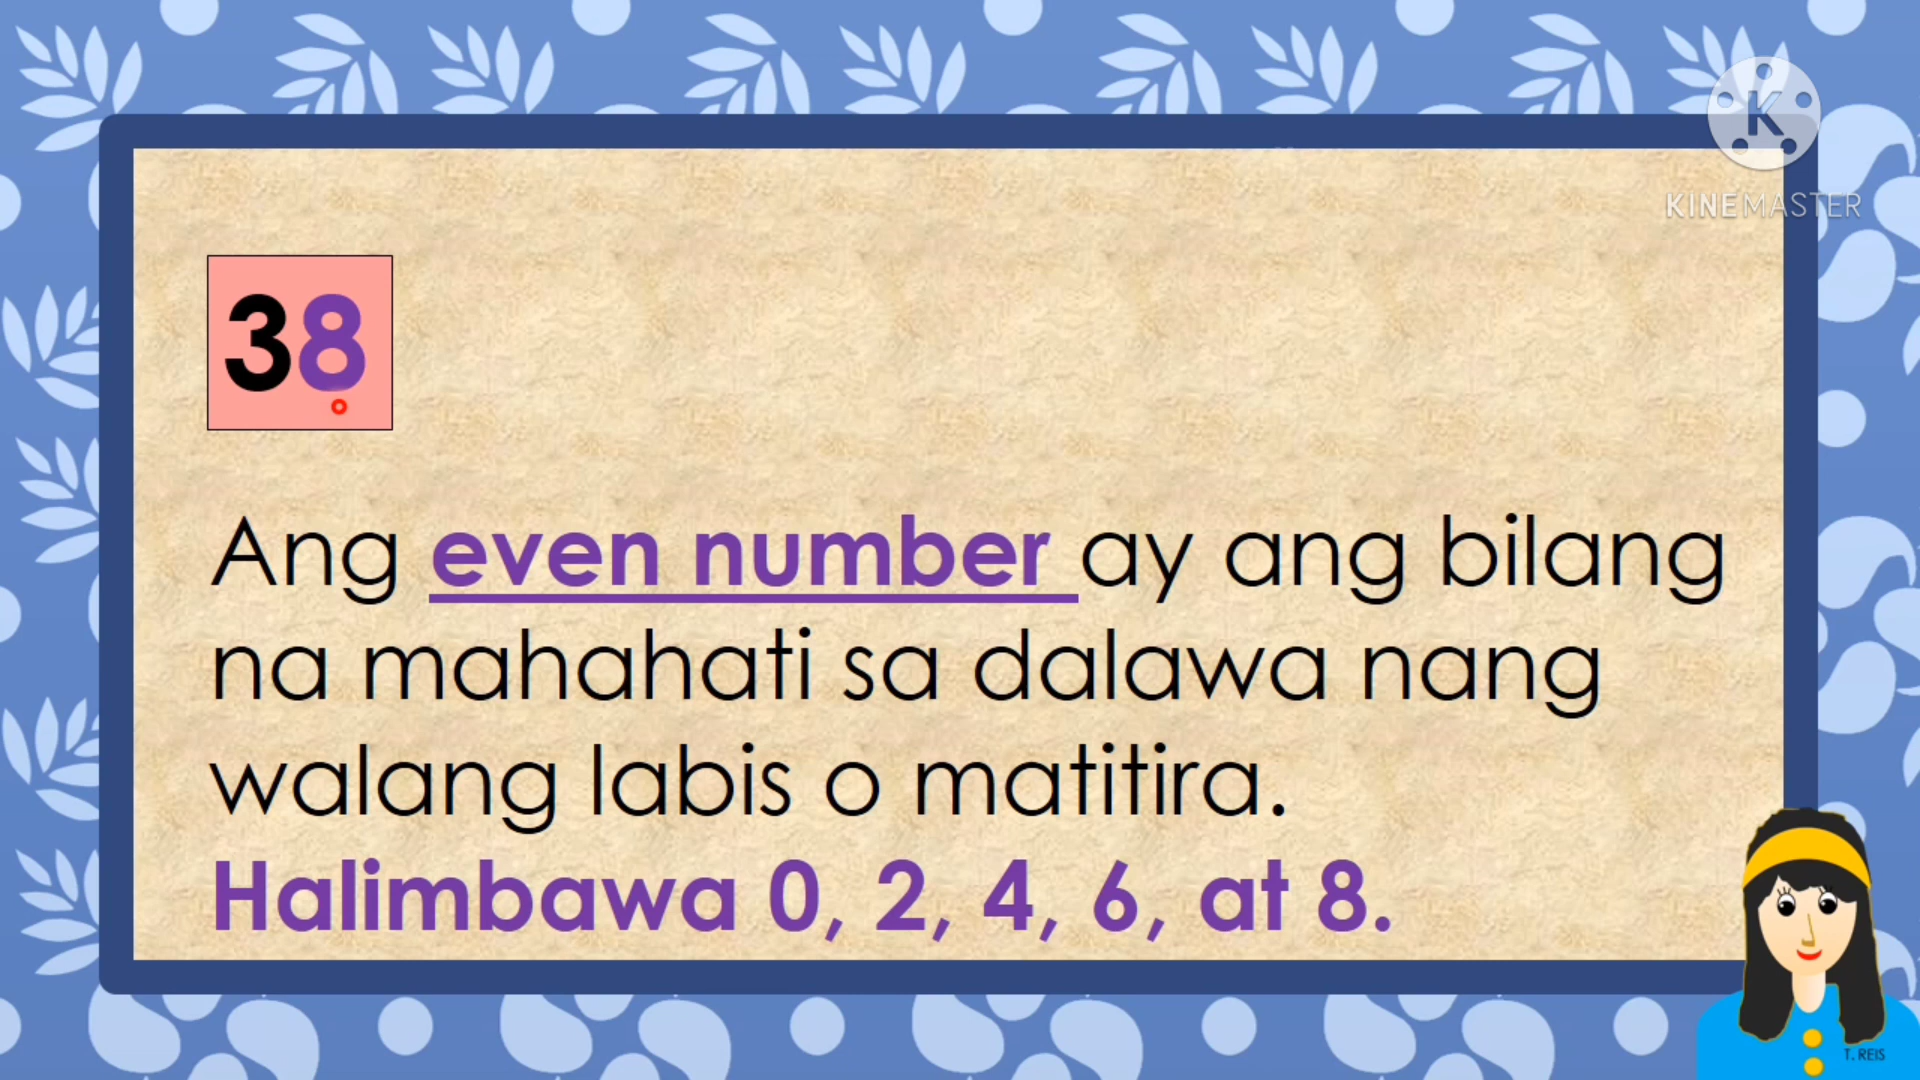 K
KINEMASTER
38
Ang even number ay ang bilang
na mahahati sa dalawa nang
walang labis o matitira.
Halimbawa 0, 2, 4, 6, at 8.
T. REIS